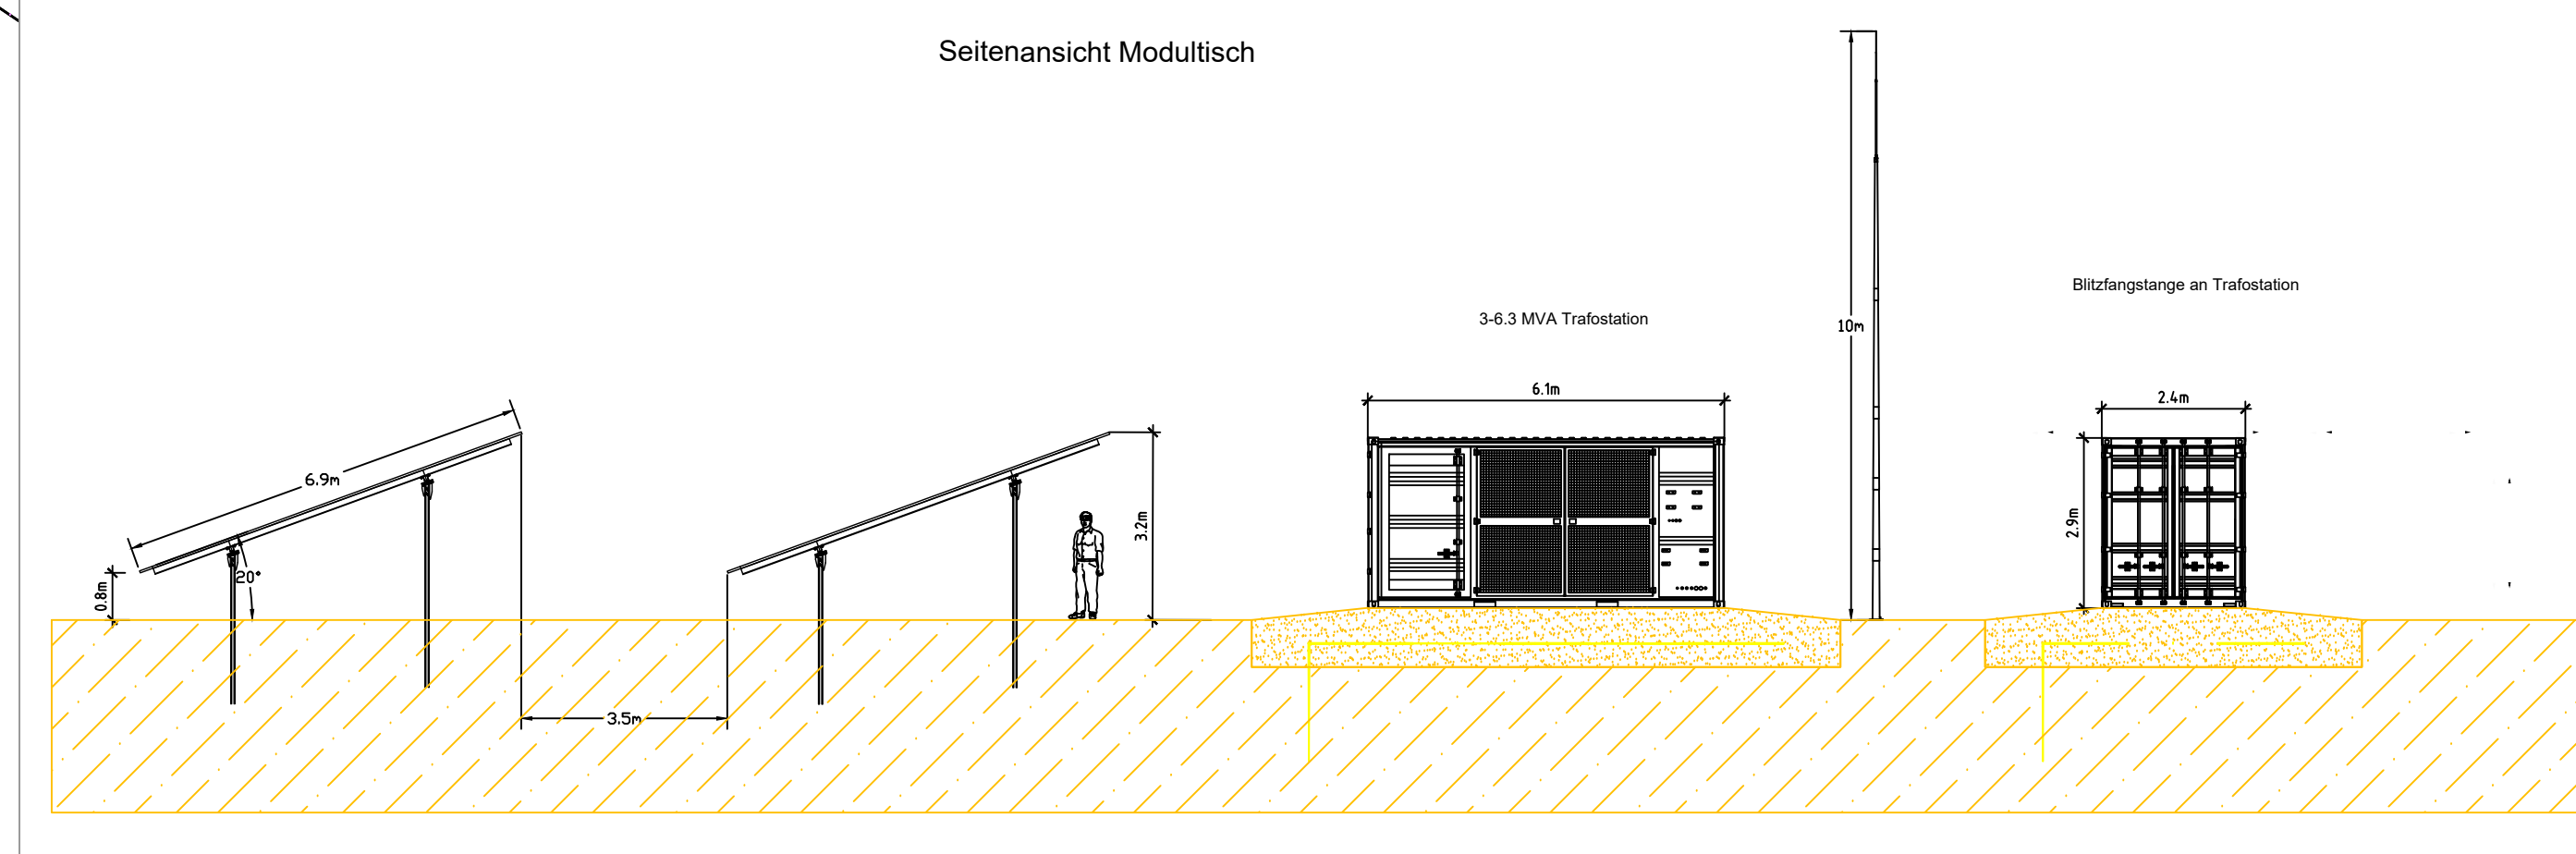 Seitenansicht Modultisch
Blitzfangstange an Trafostation
3-6.3 MVA Trafostation
10m
6.1m
2.4m
6.9m
3.2m
2.9m
20°
0.8m
3.5m